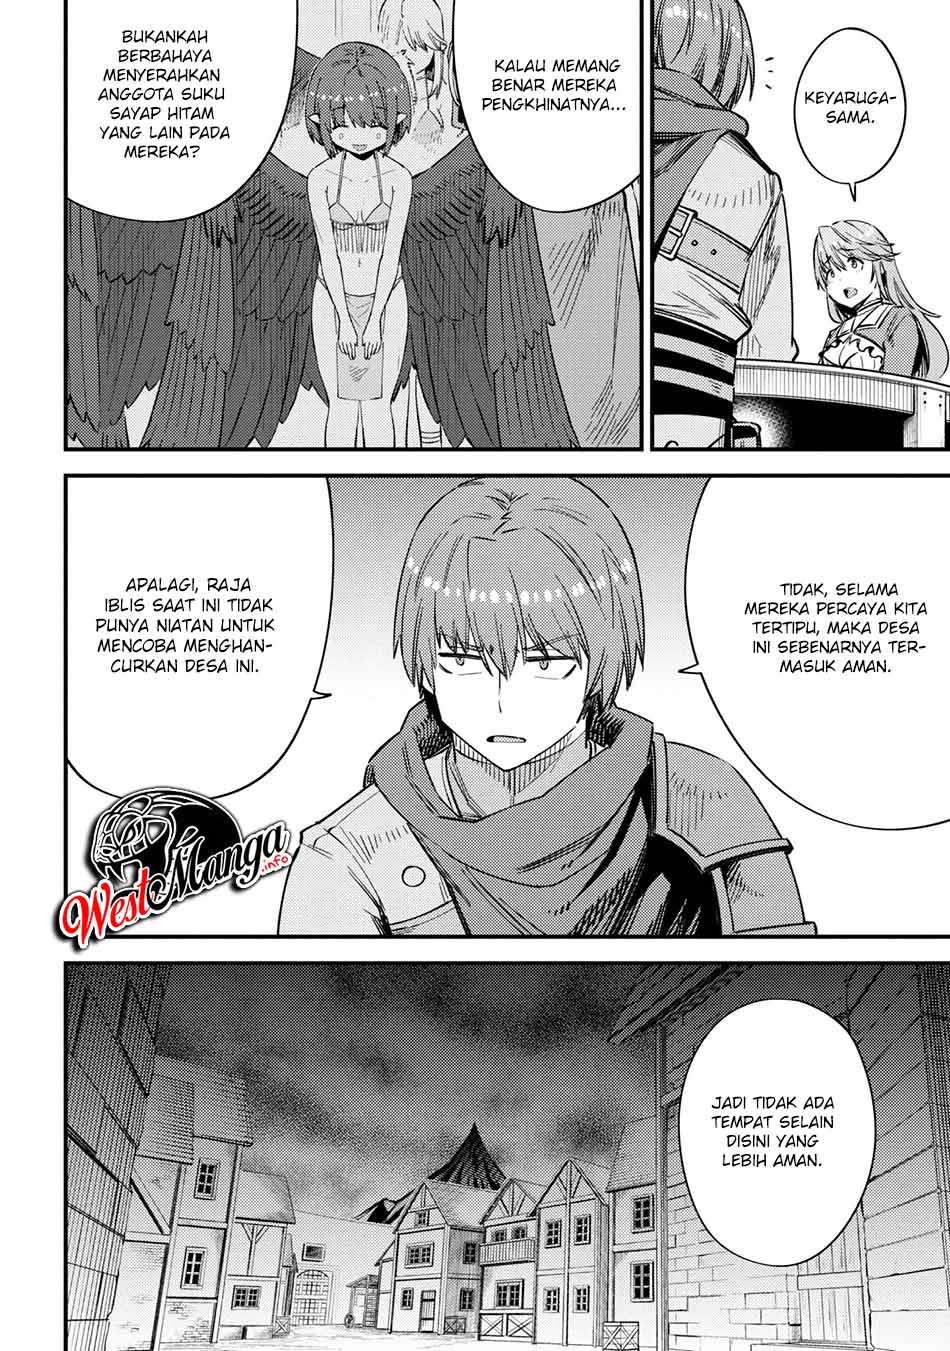 KEYARUGA-
SAMA.
KALAU MEMANG
BENAR MEREKA
PENGKHINATNYA...
BUKANKAH
BERBAHAYA
MENYERAHKAN
ANGGOTA SUKU
SAYAP HITAM
YANG LAIN PADA
MEREKA?
TIDAK, SELAMA
MEREKA PERCAYA KITA
TERTIPU, MAKA DESA
INI SEBENARNYA TER-
MASUK AMAN.
APALAGI, RAJA
IBLIS SAAT INI TIDAK
PUNYA NIATAN UNTUK
MENCOBA MENGHAN-
CURKAN DESA INI.
WestManga
.info
JADI TIDAK ADA
TEMPAT SELAIN
DISINI YANG
LEBIH AMAN.